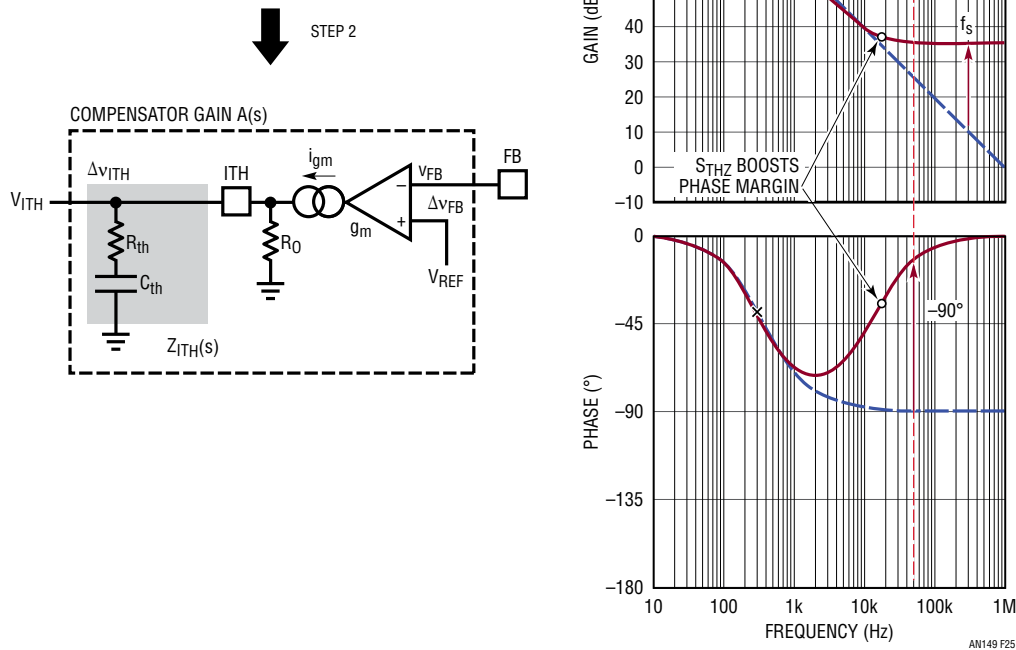 STEP 2
COMPENSATOR GAIN A(s)
ΔvITH
VITH
ITH
igm
vFB
FB
ΔvFB
–
+
gm
Rth
RO
Cth
VREF
ZITH(s)
GAIN (dB
40
30
20
10
0
–10
fs
STHZ BOOSTS
PHASE MARGIN
PHASE (°)
0
–45
–90
–135
–180
–90°
10
100
1k
10k
100k
1M
FREQUENCY (Hz)
AN149 F25